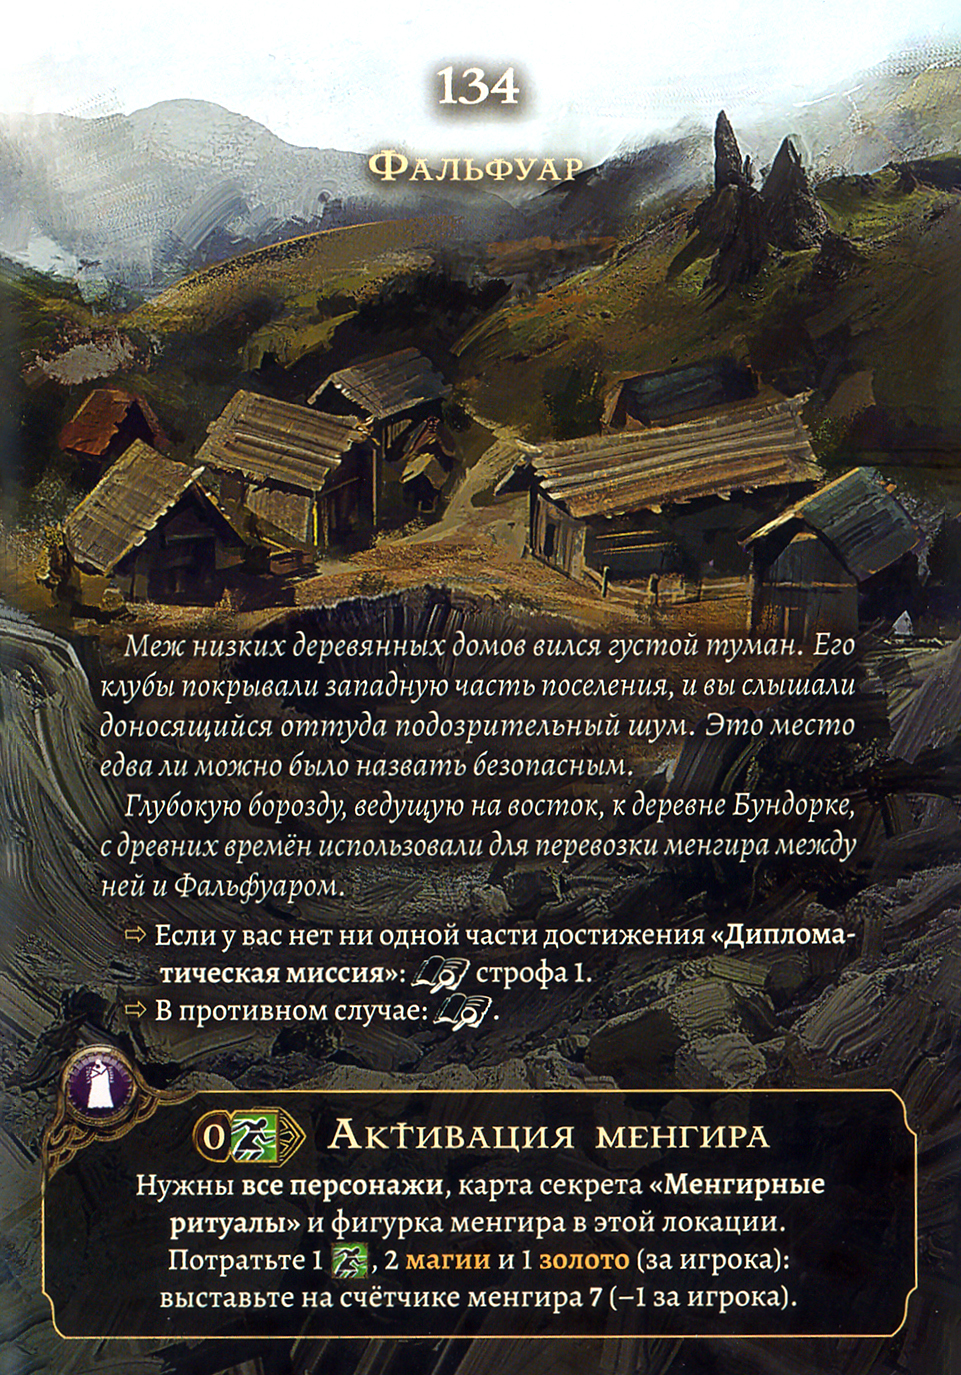 134
Фальфуар
Меж низких деревянных домов вился густой туман. Его
клубы покрывали западную часть поселения, и вы слышали
доносящийся оттуда подозрительный шум. Это место
едва ли можно было назвать безопасным.
Глубокую борозду, ведущую на восток, к деревне Бундорке,
с древних времён использовали для перевозки менгира между
ней и Фальфуаром.
⇨ Если у вас нет ни одной части достижения «Диплома-
тическая миссия»: строфа 1.
⇨ В противном случае: .
0 Активация менгира
Нужны все персонажи, карта секрета «Менгирные
ритуалы» и фигурка менгира в этой локации.
Потратьте 1 , 2 магии и 1 золото (за игрока):
выставьте на счётчике менгира 7 (–1 за игрока).